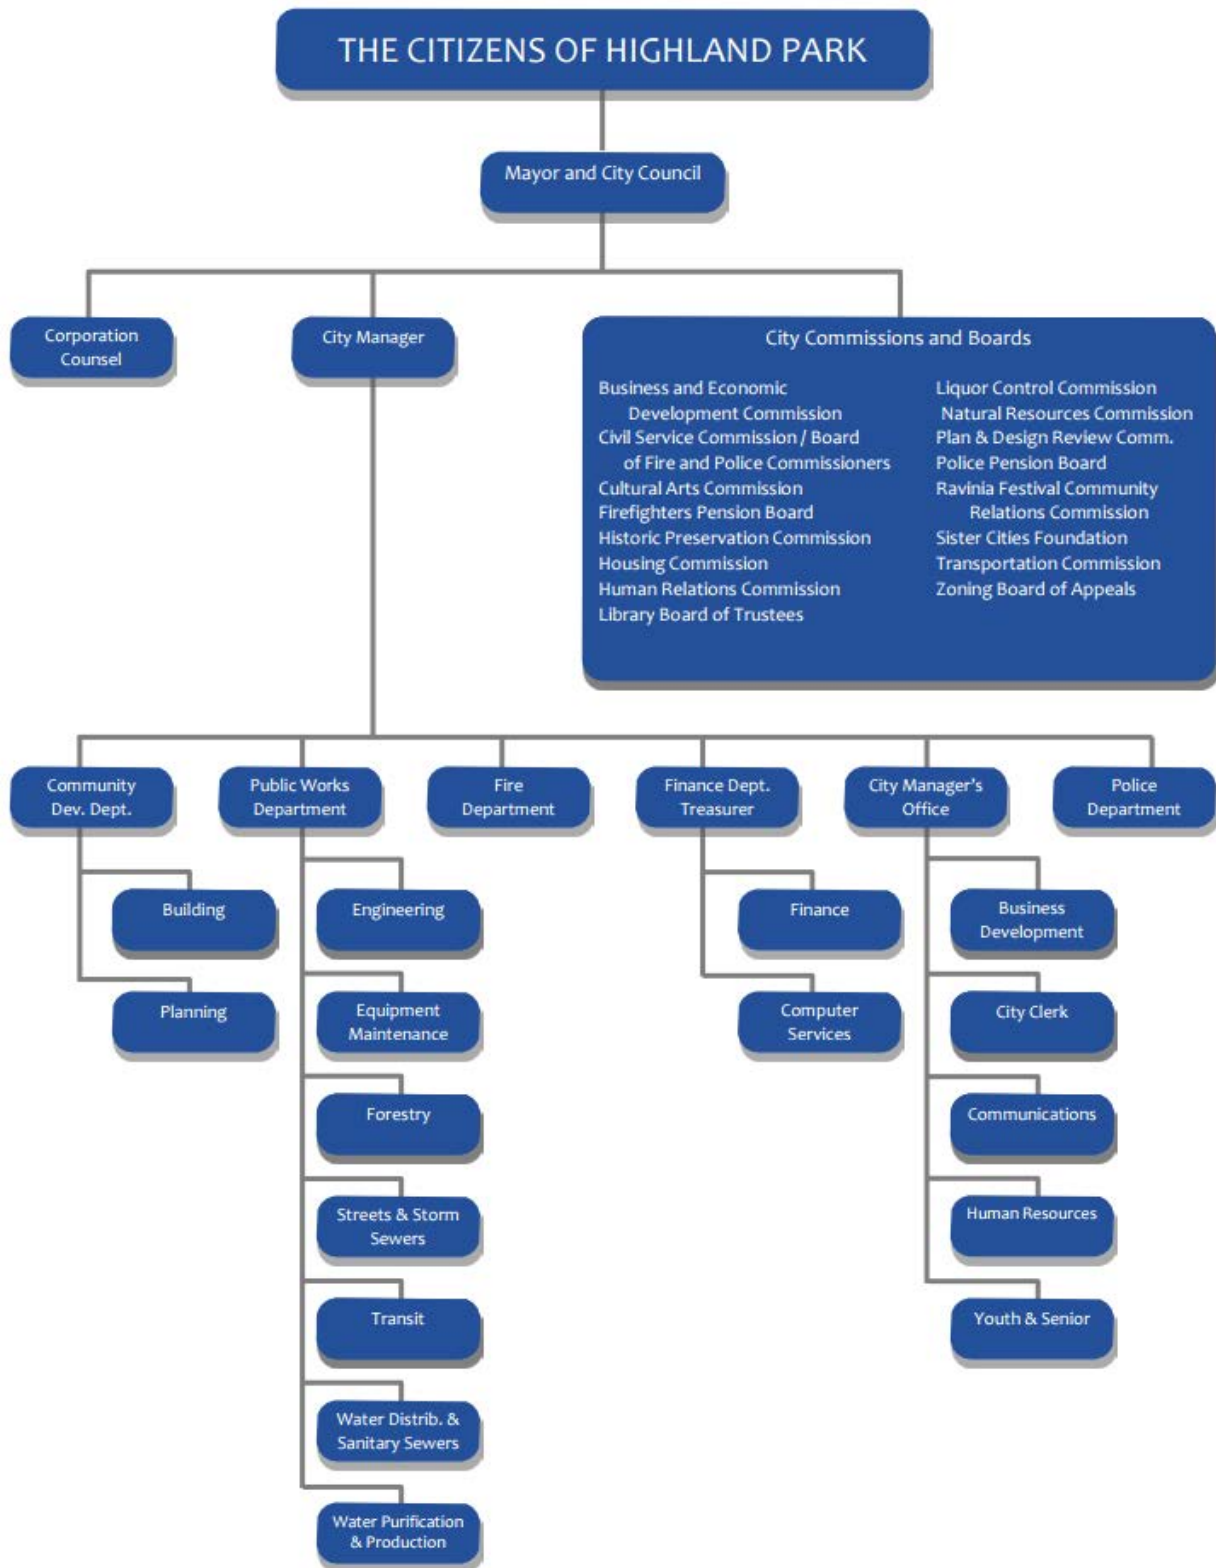 THE CITIZENS OF HIGHLAND PARK
Mayor and City Council
Corporation
Counsel
City Manager
City Commissions and Boards
Business and Economic
Development Commission
Civil Service Commission / Board
of Fire and Police Commissioners
Cultural Arts Commission
Firefighters Pension Board
Historic Preservation Commission
Housing Commission
Human Relations Commission
Library Board of Trustees
Liquor Control Commission
Natural Resources Commission
Plan & Design Review Comm.
Police Pension Board
Ravinia Festival Community
Relations Commission
Sister Cities Foundation
Transportation Commission
Zoning Board of Appeals
Community
Dev. Dept.
Public Works
Department
Fire
Department
Finance Dept.
Treasurer
City Manager's
Office
Police
Department
Building
Planning
Engineering
Equipment
Maintenance
Forestry
Streets & Storm
Sewers
Transit
Water Distrib. &
Sanitary Sewers
Water Purification
& Production
Finance
Computer
Services
Business
Development
City Clerk
Communications
Human Resources
Youth & Senior